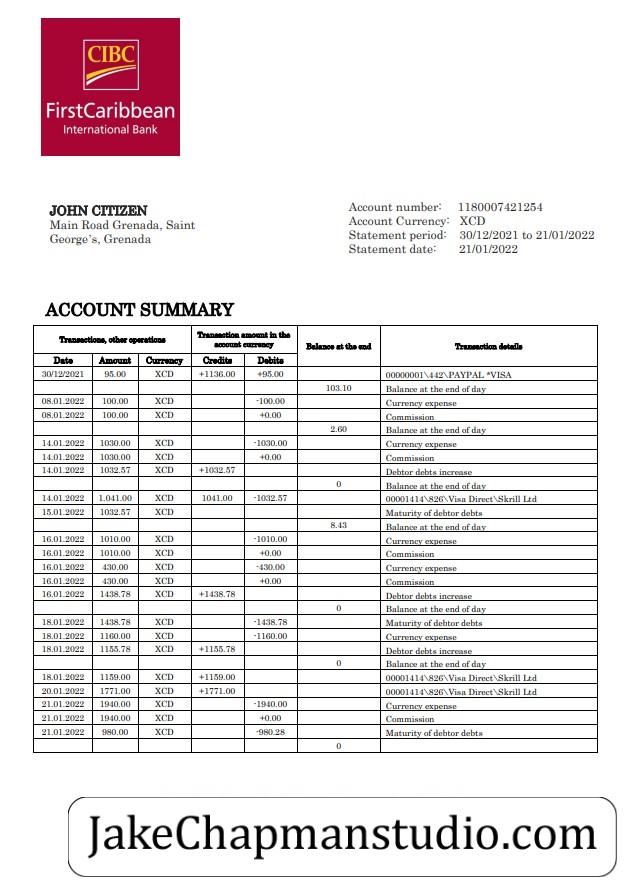 CIBC
FirstCaribbean
International Bank
JOHN CITIZEN
Main Road Grenada, Saint
George's, Grenada
Account number: 1180007421254
Account Currency: XCD
Statement period: 30/12/2021 to 21/01/2022
Statement date: 21/01/2022
ACCOUNT SUMMARY
Transactions, other operations Transaction amount in the account currency Balance at the end Transaction details
Date Amount Currency Credits Debits
30/12/2021 95.00 XCD +1136.00 +95.00 00000001\442\PAYPAL *VISA
103.10 Balance at the end of day
08.01.2022 100.00 XCD -100.00 Currency expense
08.01.2022 100.00 XCD +0.00 Commission
2.60 Balance at the end of day
14.01.2022 1030.00 XCD -1030.00 Currency expense
14.01.2022 1030.00 XCD +0.00 Commission
14.01.2022 1032.57 XCD +1032.57 Debtor debts increase
0 Balance at the end of day
14.01.2022 1.041.00 XCD 1041.00 -1032.57 00001414\826\Visa Direct\Skrill Ltd
15.01.2022 1032.57 XCD Maturity of debtor debts
8.43 Balance at the end of day
16.01.2022 1010.00 XCD -1010.00 Currency expense
16.01.2022 1010.00 XCD +0.00 Commission
16.01.2022 430.00 XCD -430.00 Currency expense
16.01.2022 430.00 XCD +0.00 Commission
16.01.2022 1438.78 XCD +1438.78 Debtor debts increase
0 Balance at the end of day
18.01.2022 1438.78 XCD -1438.78 Maturity of debtor debts
18.01.2022 1160.00 XCD -1160.00 Currency expense
18.01.2022 1155.78 XCD +1155.78 Debtor debts increase
0 Balance at the end of day
18.01.2022 1159.00 XCD +1159.00 00001414\826\Visa Direct\Skrill Ltd
20.01.2022 1771.00 XCD +1771.00 00001414\826\Visa Direct\Skrill Ltd
21.01.2022 1940.00 XCD -1940.00 Currency expense
21.01.2022 1940.00 XCD +0.00 Commission
21.01.2022 980.00 XCD -980.28 Maturity of debtor debts
0
JakeChapmanstudio.com